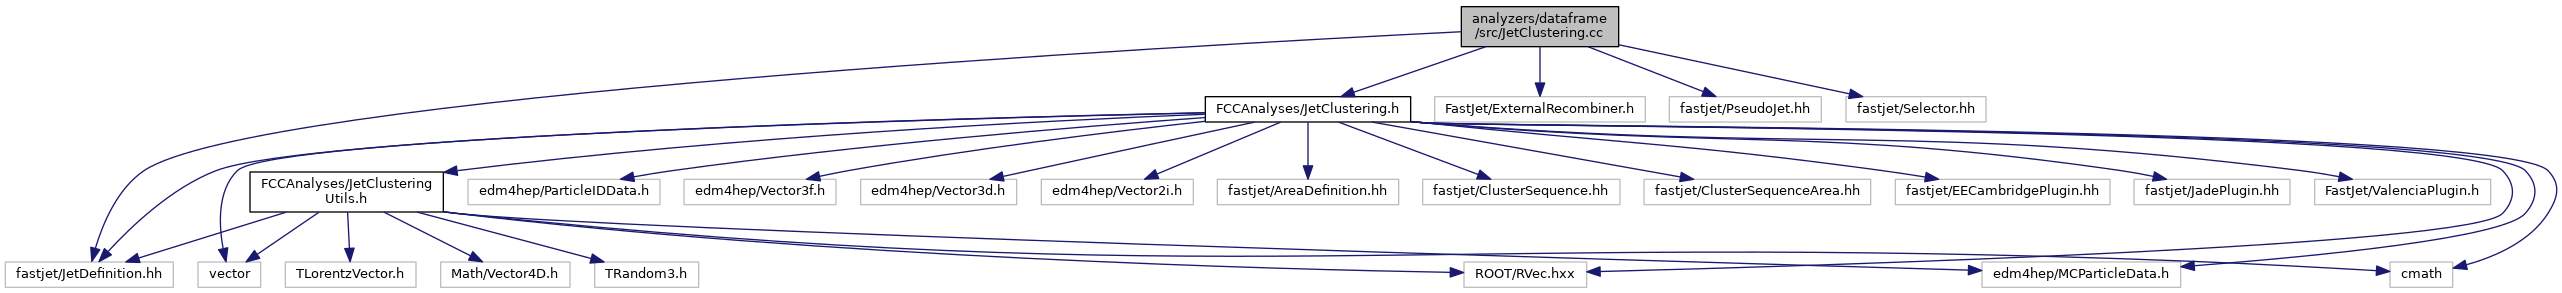 analyzers/dataframe
/src/JetClustering.cc
FCCAnalyses/JetClustering.h
FastJet/ExternalRecombiner.h
fastjet/PseudoJet.hh
fastjet/Selector.hh
FCCAnalyses/JetClustering
Utils.h
edm4hep/ParticleIDData.h
edm4hep/Vector3f.h
edm4hep/Vector3d.h
edm4hep/Vector2i.h
fastjet/AreaDefinition.hh
fastjet/ClusterSequence.hh
fastjet/ClusterSequenceArea.hh
fastjet/EECambridgePlugin.hh
fastjet/JadePlugin.hh
FastJet/ValenciaPlugin.h
fastjet/JetDefinition.hh
vector
TLorentzVector.h
Math/Vector4D.h
TRandom3.h
ROOT/RVec.hxx
edm4hep/MCParticleData.h
cmath